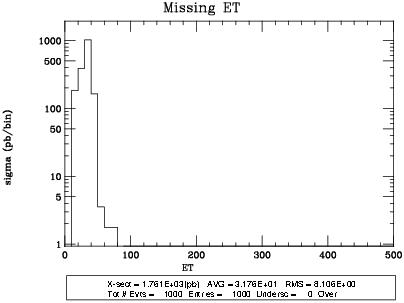 Missing ET
1000
500
100
50
10
5
1
sigma (pb/bin)
0 100 200 300 400 500
ET
X-sect = 1.761E+03(pb) AVG = 3.176E+01 RMS = 8.106E+00
Tot # Evts = 1000 Entries = 1000 Undersc = 0 Over